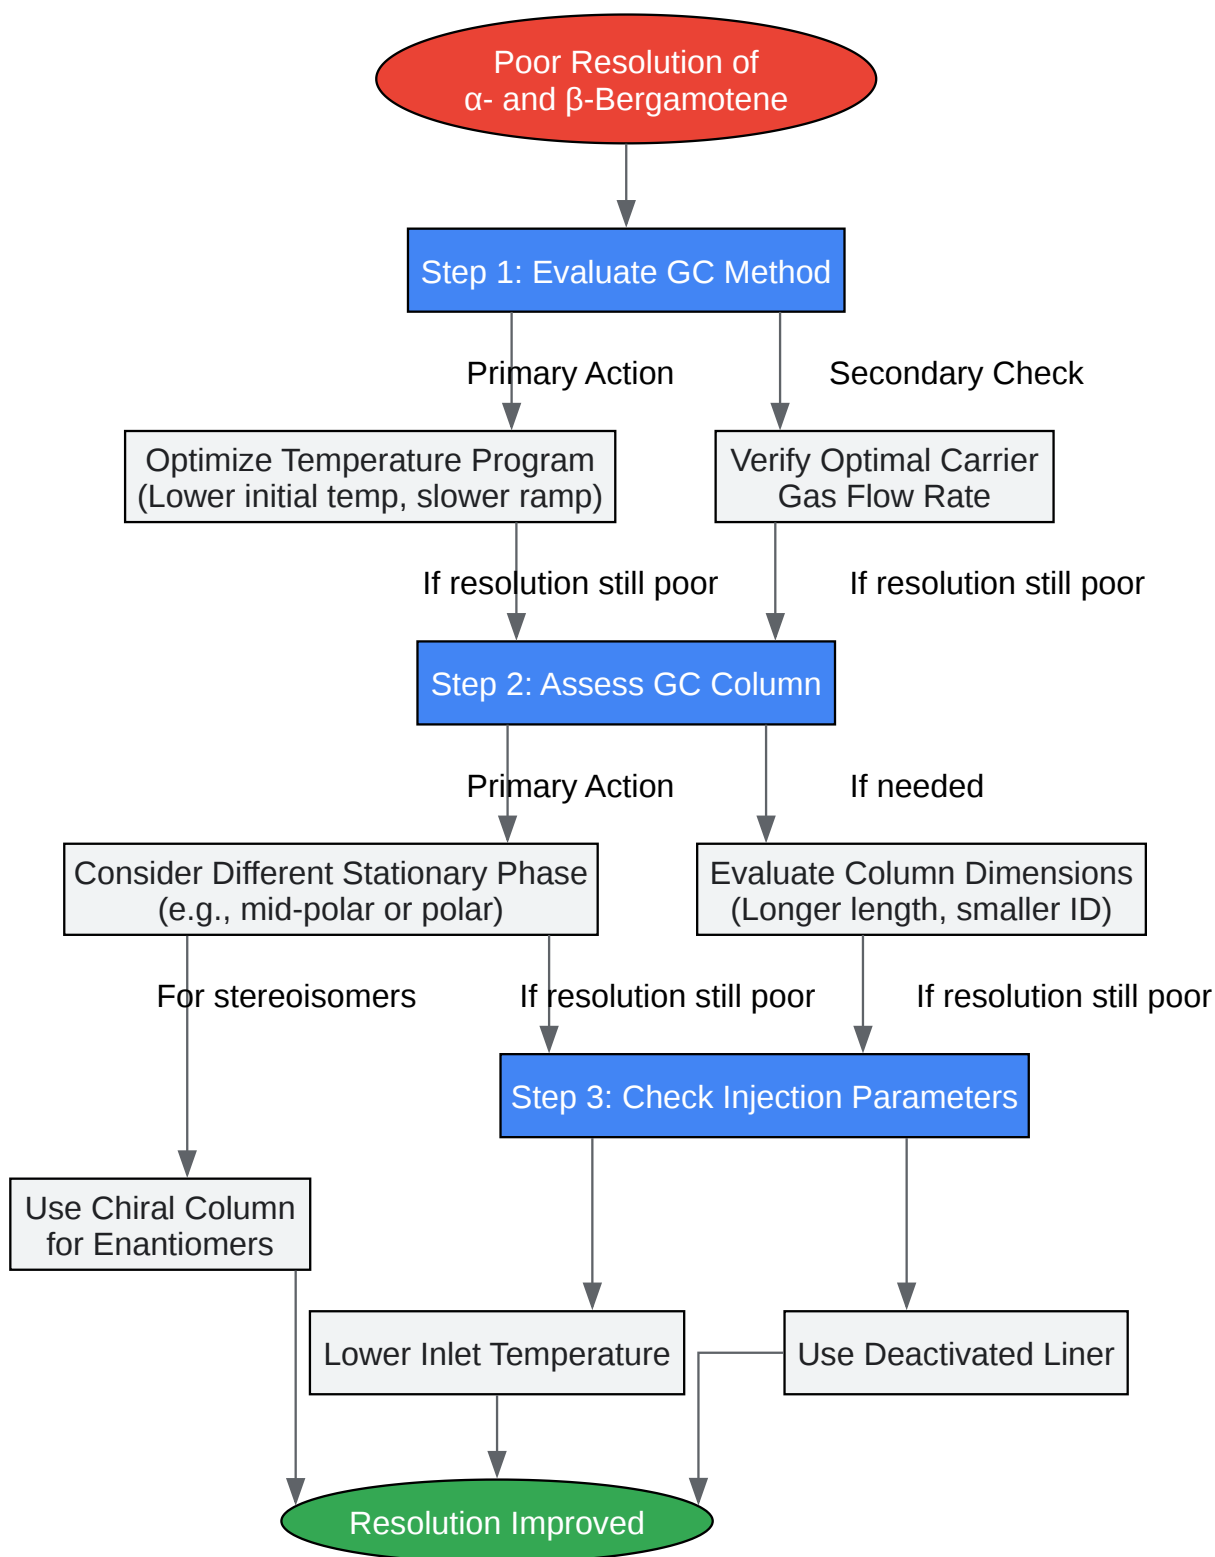 Poor Resolution of
α- and β-Bergamotene
Step 1: Evaluate GC Method
Primary Action
Secondary Check
Optimize Temperature Program
(Lower initial temp, slower ramp)
Verify Optimal Carrier
Gas Flow Rate
If resolution still poor
If resolution still poor
Step 2: Assess GC Column
Primary Action
If needed
Consider Different Stationary Phase
(e.g., mid-polar or polar)
Evaluate Column Dimensions
(Longer length, smaller ID)
For stereoisomers
If resolution still poor
If resolution still poor
Step 3: Check Injection Parameters
Use Chiral Column
for Enantiomers
Lower Inlet Temperature
Use Deactivated Liner
Resolution Improved